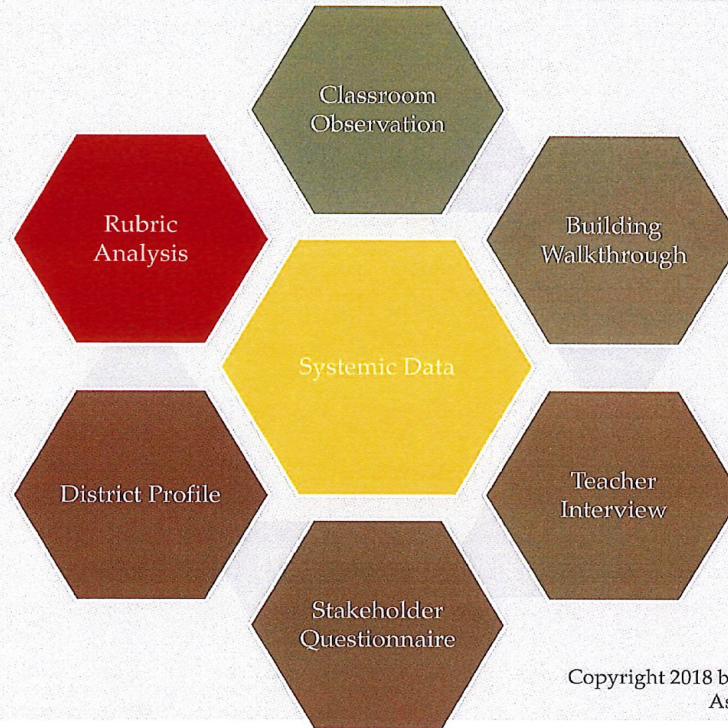 Classroom
Observation
Rubric
Analysis
Building
Walkthrough
Systemic Data
District Profile
Teacher
Interview
Stakeholder
Questionnaire
Copyright 2018